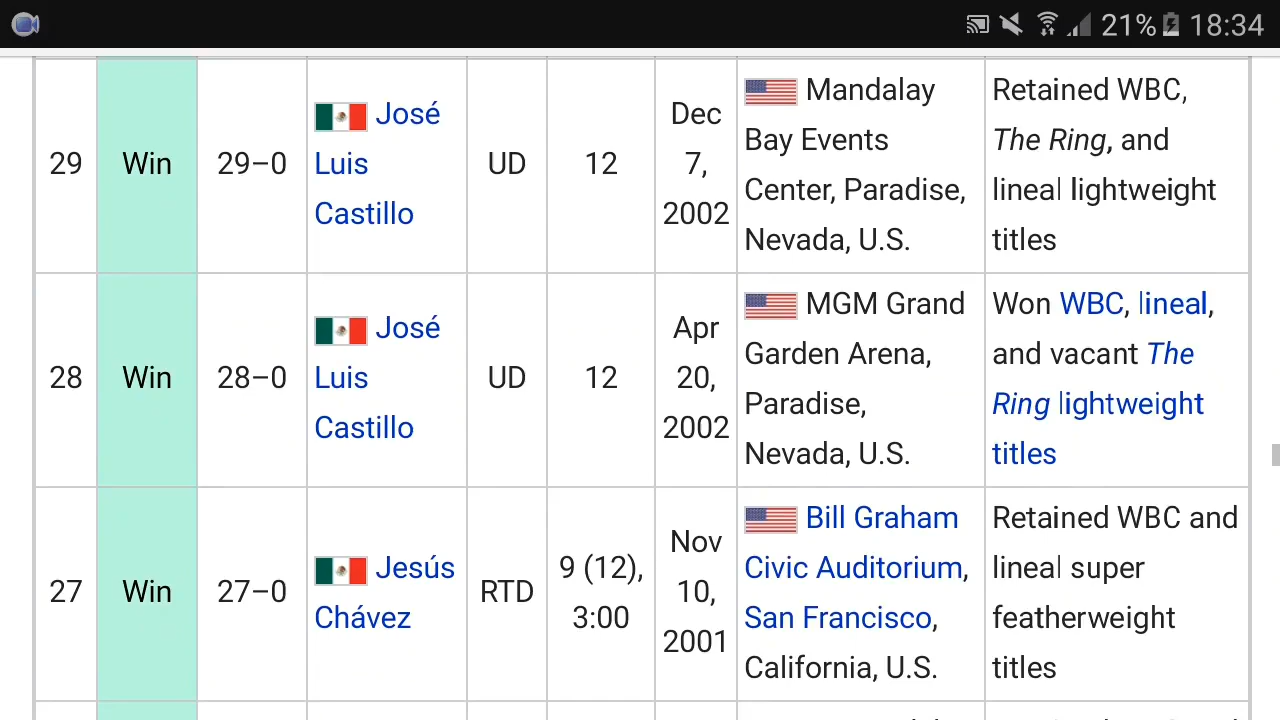 21% 18:34
29 Win 29–0 José Luis Castillo UD 12 Dec 7, 2002 Mandalay Bay Events Center, Paradise, Nevada, U.S. Retained WBC, The Ring, and lineal lightweight titles
28 Win 28–0 José Luis Castillo UD 12 Apr 20, 2002 MGM Grand Garden Arena, Paradise, Nevada, U.S. Won WBC, lineal, and vacant The Ring lightweight titles
27 Win 27–0 Jesús Chávez RTD 9 (12), 3:00 Nov 10, 2001 Bill Graham Civic Auditorium, San Francisco, California, U.S. Retained WBC and lineal super featherweight titles